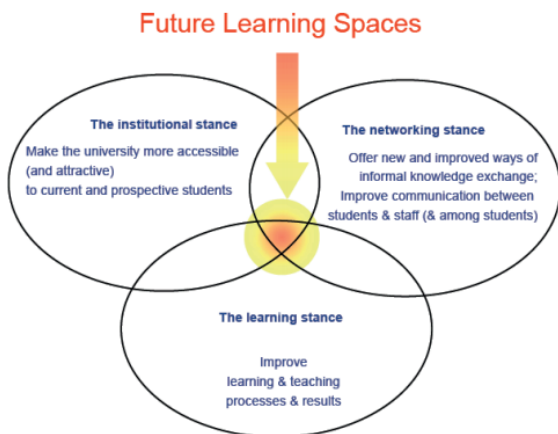 Future Learning Spaces
The institutional stance
Make the university more accessible
(and attractive)
to current and prospective students
The networking stance
Offer new and improved ways of
informal knowledge exchange;
Improve communication between
students & staff (& among students)
The learning stance
Improve
learning & teaching
processes & results